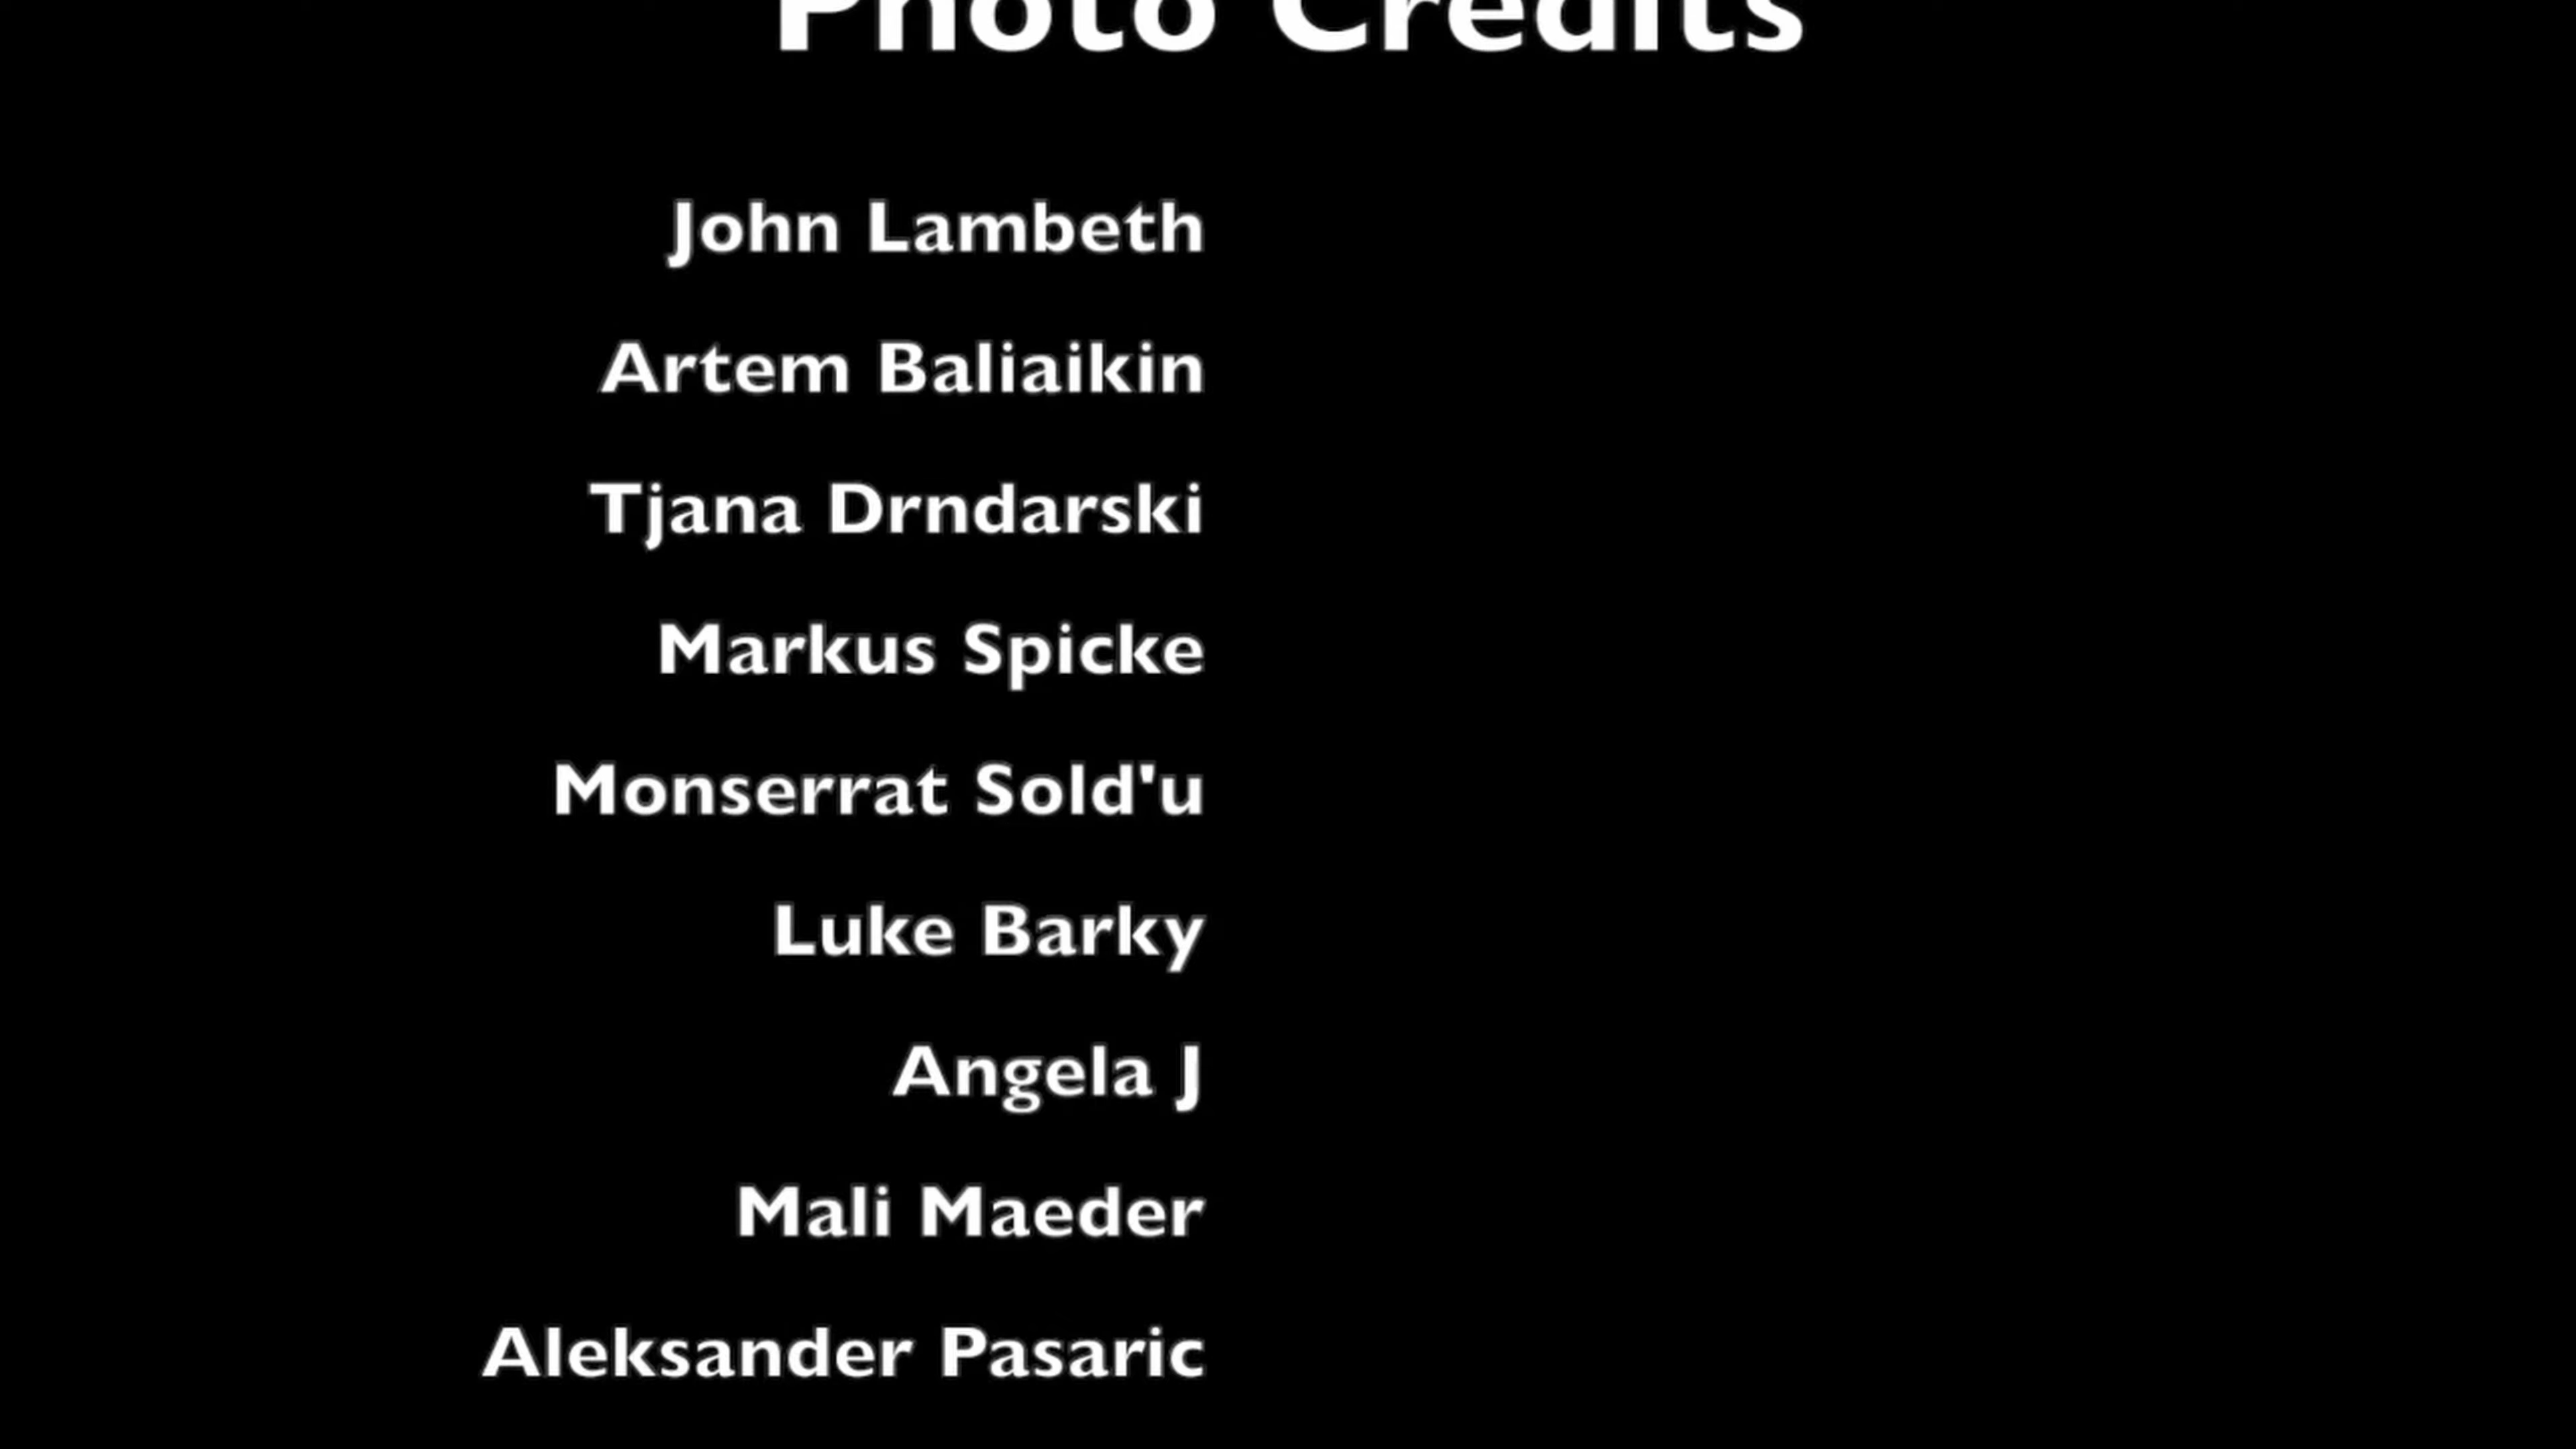 Photo Credits
John Lambeth
Artem Baliaikin
Tjana Drndarski
Markus Spicke
Monserrat Sold'u
Luke Barky
Angela J
Mali Maeder
Aleksander Pasaric